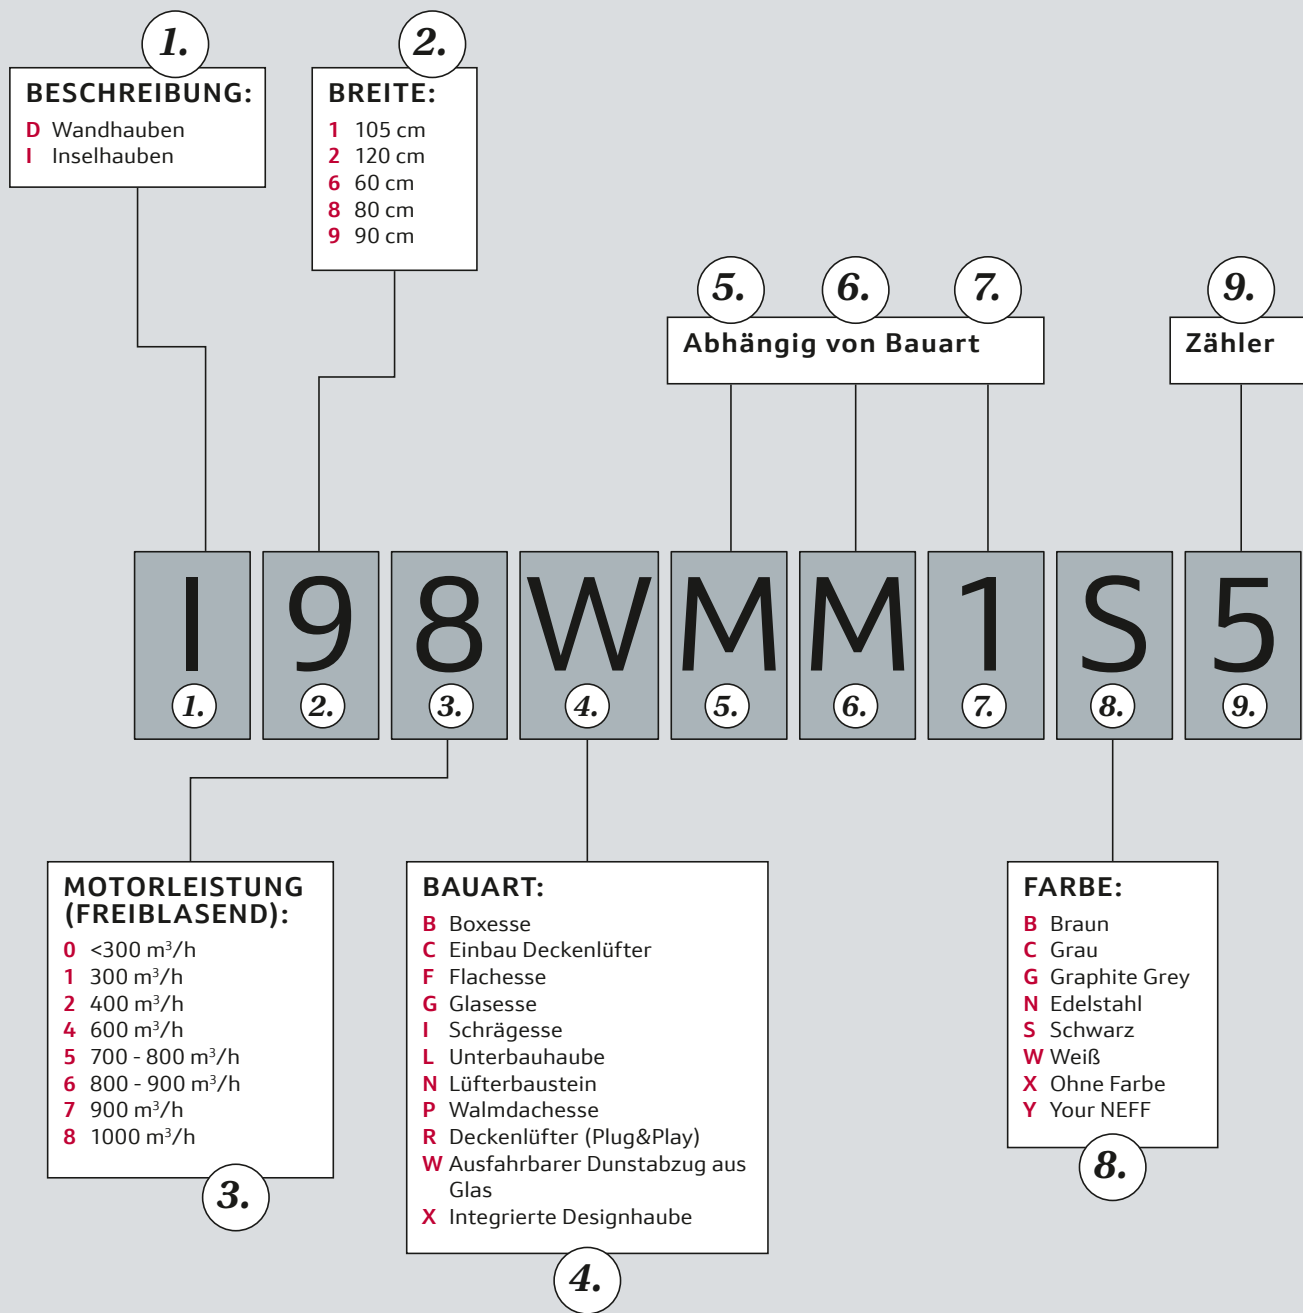 1.
BESCHREIBUNG:
D Wandhauben
I Inselhauben
2.
BREITE:
1 105 cm
2 120 cm
6 60 cm
8 80 cm
9 90 cm
5. 6. 7.
Abhängig von Bauart
9.
Zähler
I 9 8 W M M 1 S 5
1. 2. 3. 4. 5. 6. 7. 8. 9.
MOTORLEISTUNG
(FREIBLASEND):
0 <300 m³/h
1 300 m³/h
2 400 m³/h
4 600 m³/h
5 700 - 800 m³/h
6 800 - 900 m³/h
7 900 m³/h
8 1000 m³/h
3.
BAUART:
B Boxesse
C Einbau Deckenlüfter
F Flachesse
G Glasesse
I Schrägesse
L Unterbauhaube
N Lüfterbaustein
P Walmdachesse
R Deckenlüfter (Plug&Play)
W Ausfahrbarer Dunstabzug aus
Glas
X Integrierte Designhaube
4.
FARBE:
B Braun
C Grau
G Graphite Grey
N Edelstahl
S Schwarz
W Weiß
X Ohne Farbe
Y Your NEFF
8.